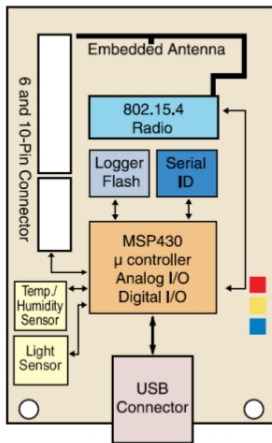 Embedded Antenna
6 and 10-Pin Connector
802.15.4
Radio
Logger
Flash
Serial
ID
MSP430
µ controller
Analog I/O
Digital I/O
Temp./
Humidity
Sensor
Light
Sensor
USB
Connector